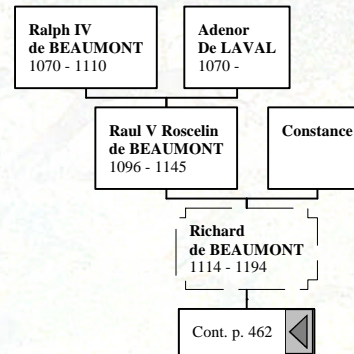 Ralph IV
de BEAUMONT
1070 - 1110
Adenor
De LAVAL
1070 -
Raul V Roscelin
de BEAUMONT
1096 - 1145
Constance
Richard
de BEAUMONT
1114 - 1194
Cont. p. 462